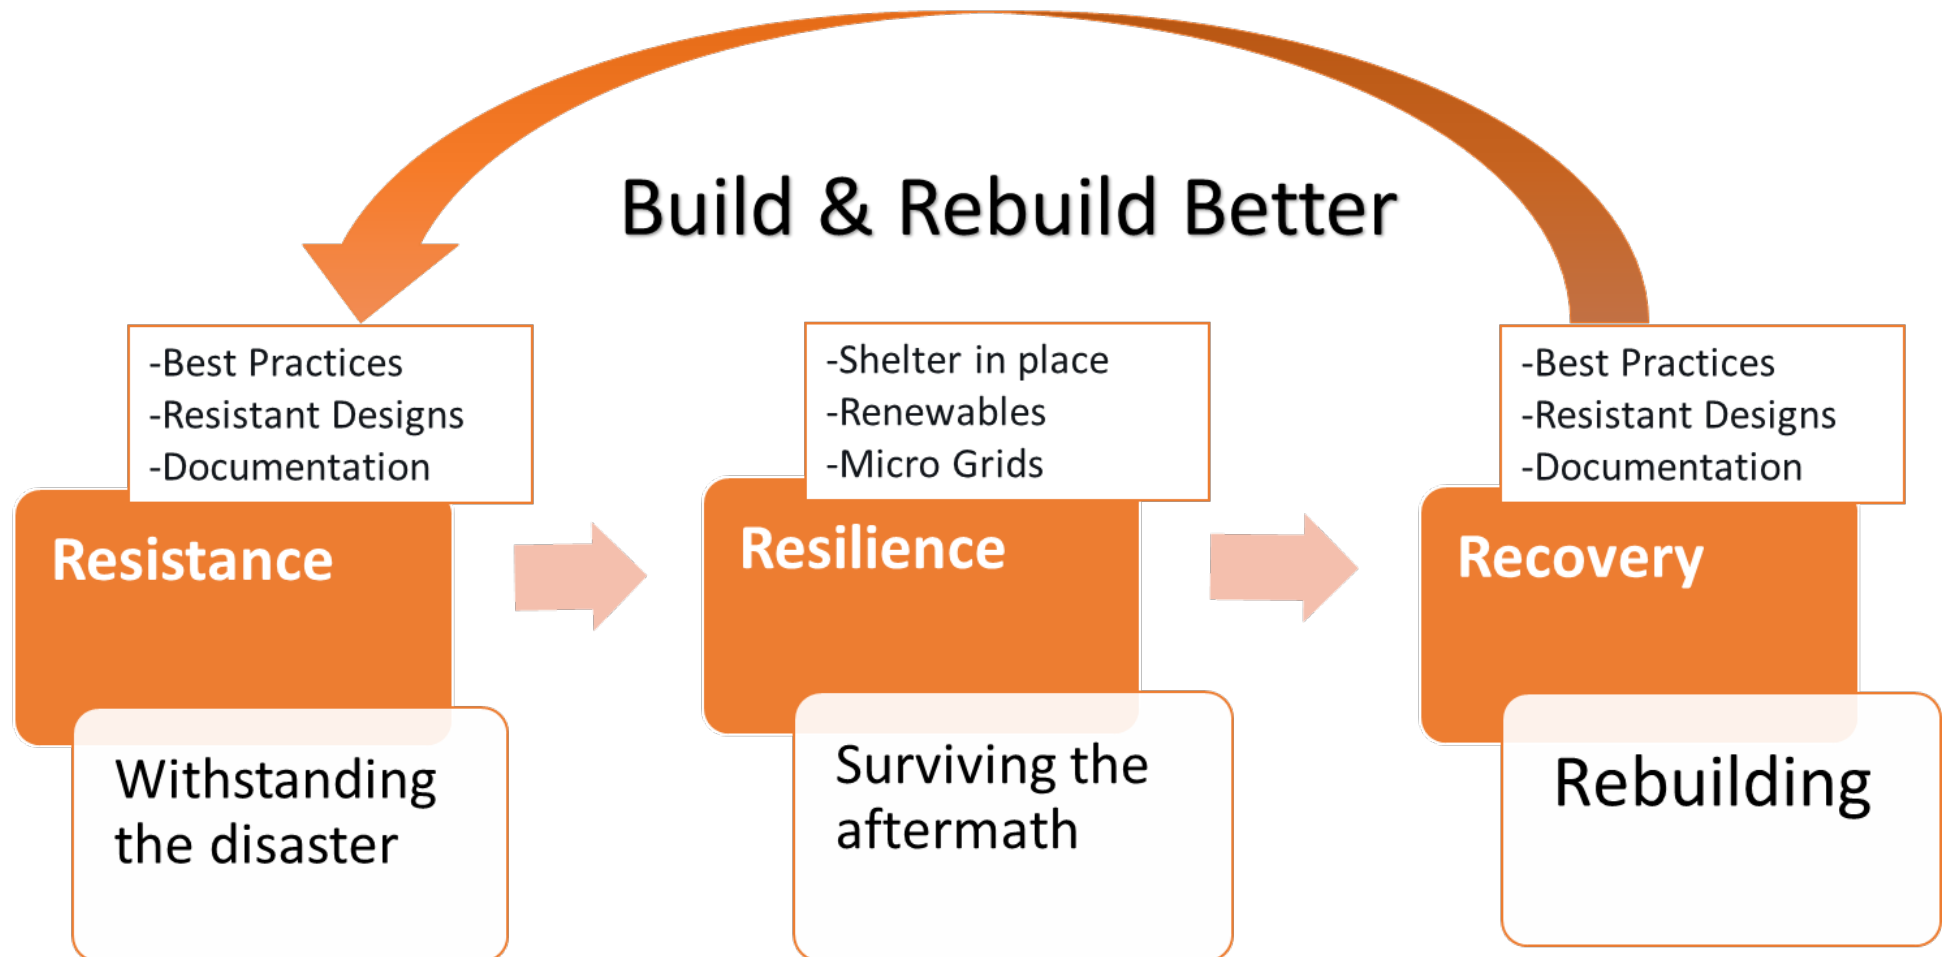 Build & Rebuild Better
-Best Practices
-Resistant Designs
-Documentation
Resistance
Withstanding
the disaster
-Shelter in place
-Renewables
-Micro Grids
Resilience
Surviving the
aftermath
-Best Practices
-Resistant Designs
-Documentation
Recovery
Rebuilding